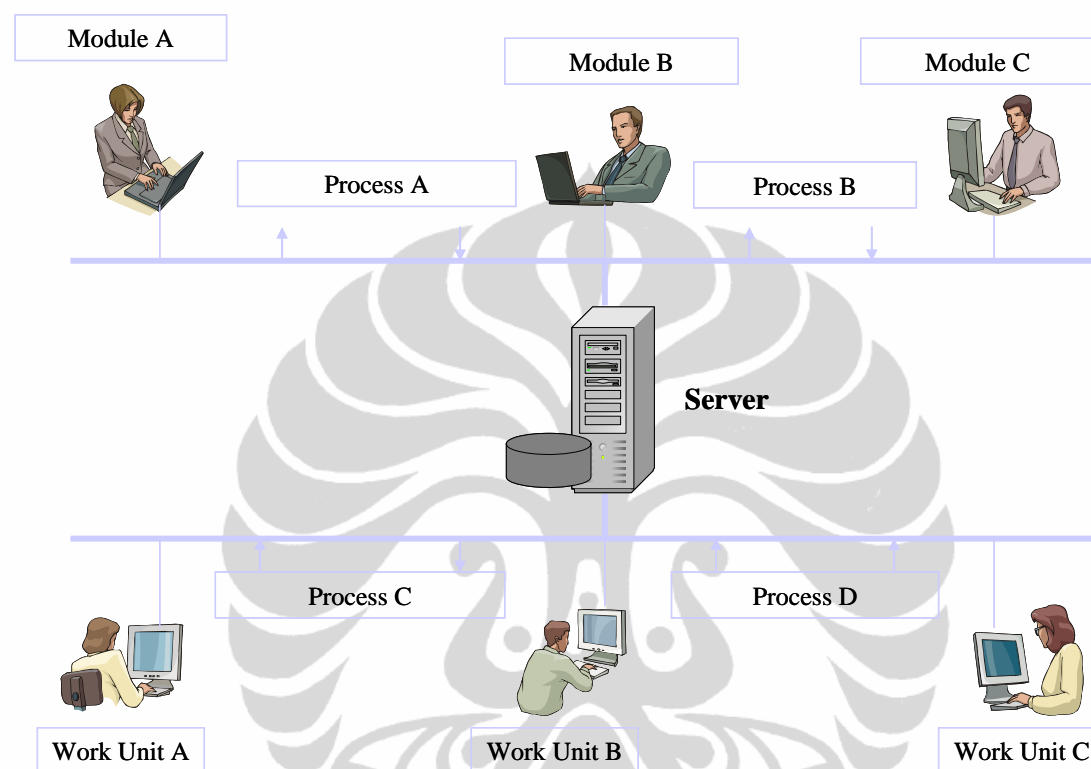 Module A
Module B
Module C
Process A
Process B
Server
Process C
Process D
Work Unit A
Work Unit B
Work Unit C